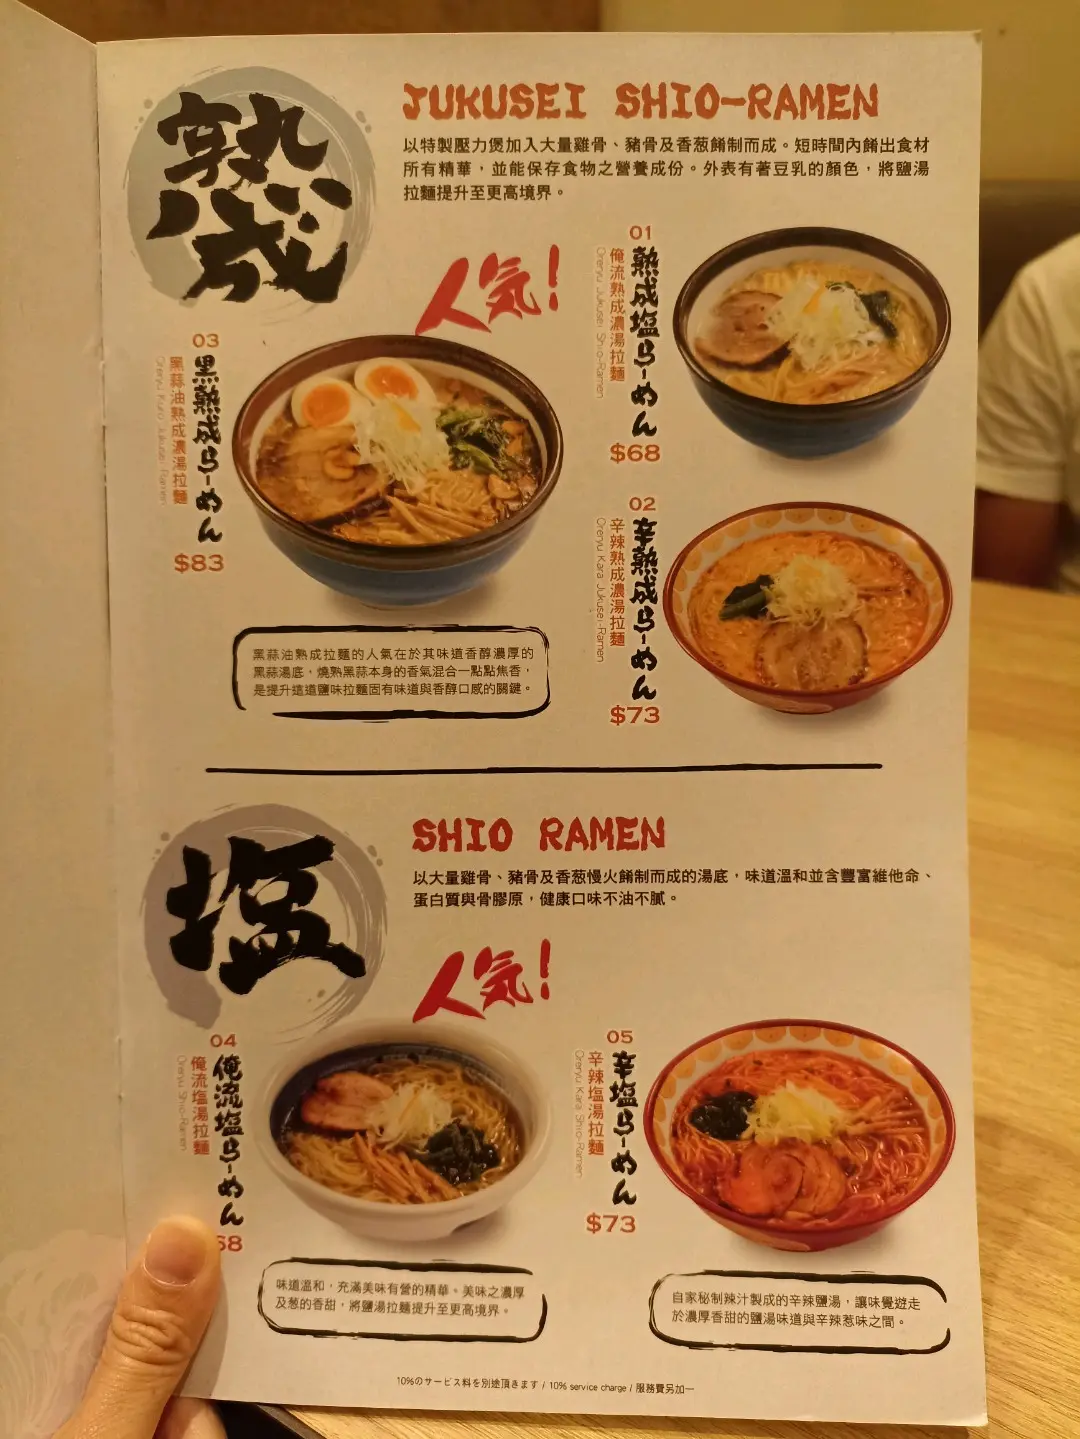 熟成
JUKUSEI SHIO-RAMEN
以特製壓力煲加入大量雞骨、豬骨及香葱餚制而成。短時間內餚出食材
所有精華，並能保存食物之營養成份。外表有著豆乳的顏色，將鹽湯
拉麵提升至更高境界。
人気!
01
熟成塩らーめん
俺流熟成濃湯拉麵
Oreryu Jukusei Shio-Ramen
$68
03
黒熟成らーめん
黑蒜油熟成濃湯拉麵
Oreryu Kuro Jukusei-Ramen
$83
02
辛熟成らーめん
辛辣熟成濃湯拉麵
Oreryu Kara Jukusei-Ramen
$73
黑蒜油熟成拉麵的人氣在於其味道香醇濃厚的
黑蒜湯底，燒熟黑蒜本身的香氣混合一點點焦香，
是提升這道鹽味拉麵固有味道與香醇口感的關鍵。
塩
SHIO RAMEN
以大量雞骨、豬骨及香葱慢火餚制而成的湯底，味道溫和並含豐富維他命、
蛋白質與骨膠原，健康口味不油不膩。
人気!
04
俺流塩らーめん
俺流塩湯拉麵
Oreryu Shio-Ramen
68
05
辛塩らーめん
辛辣塩湯拉麵
Oreryu Kara Shio-Ramen
$73
味道溫和，充滿美味有營的精華。美味之濃厚
及葱的香甜，將鹽湯拉麵提升至更高境界。
自家秘制辣汁製成的辛辣鹽湯，讓味覺遊走
於濃厚香甜的鹽湯味道與辛辣惹味之間。
10%のサービス料を別途頂きます / 10% service charge / 服務費另加一